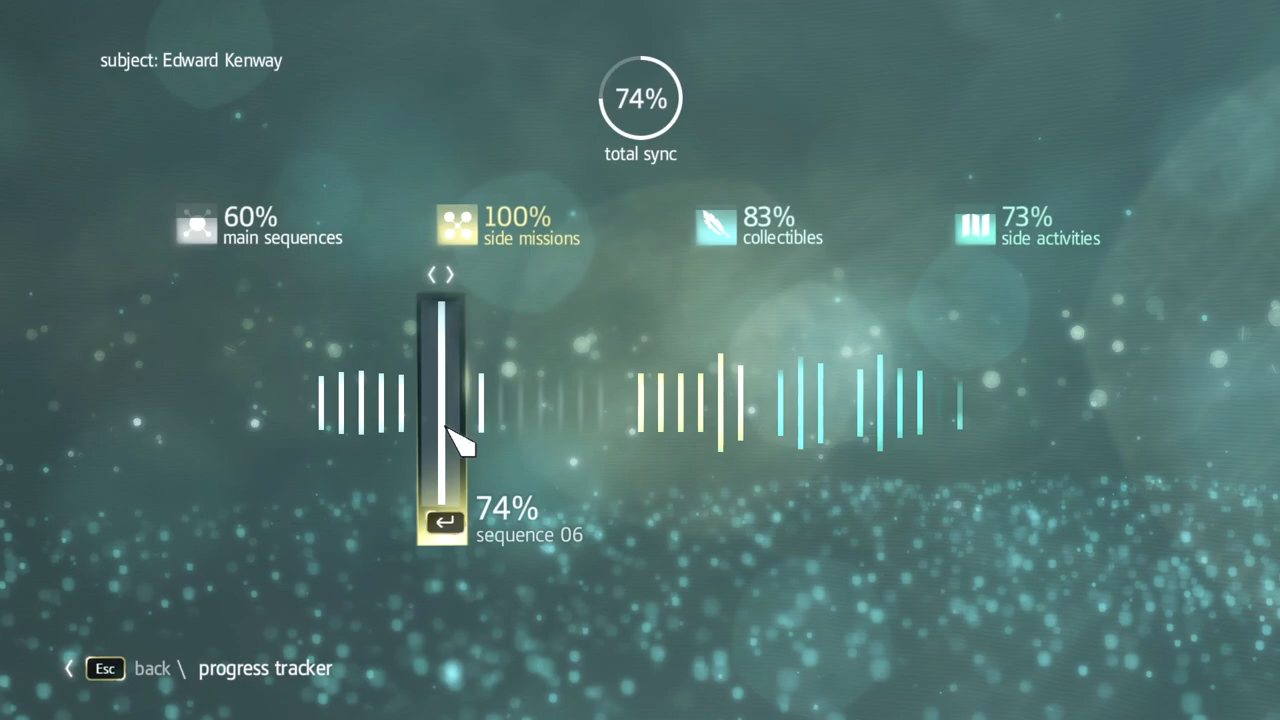 subject: Edward Kenway
74%
total sync
60%
main sequences
100%
side missions
83%
collectibles
73%
side activities
74%
sequence 06
Esc back \ progress tracker